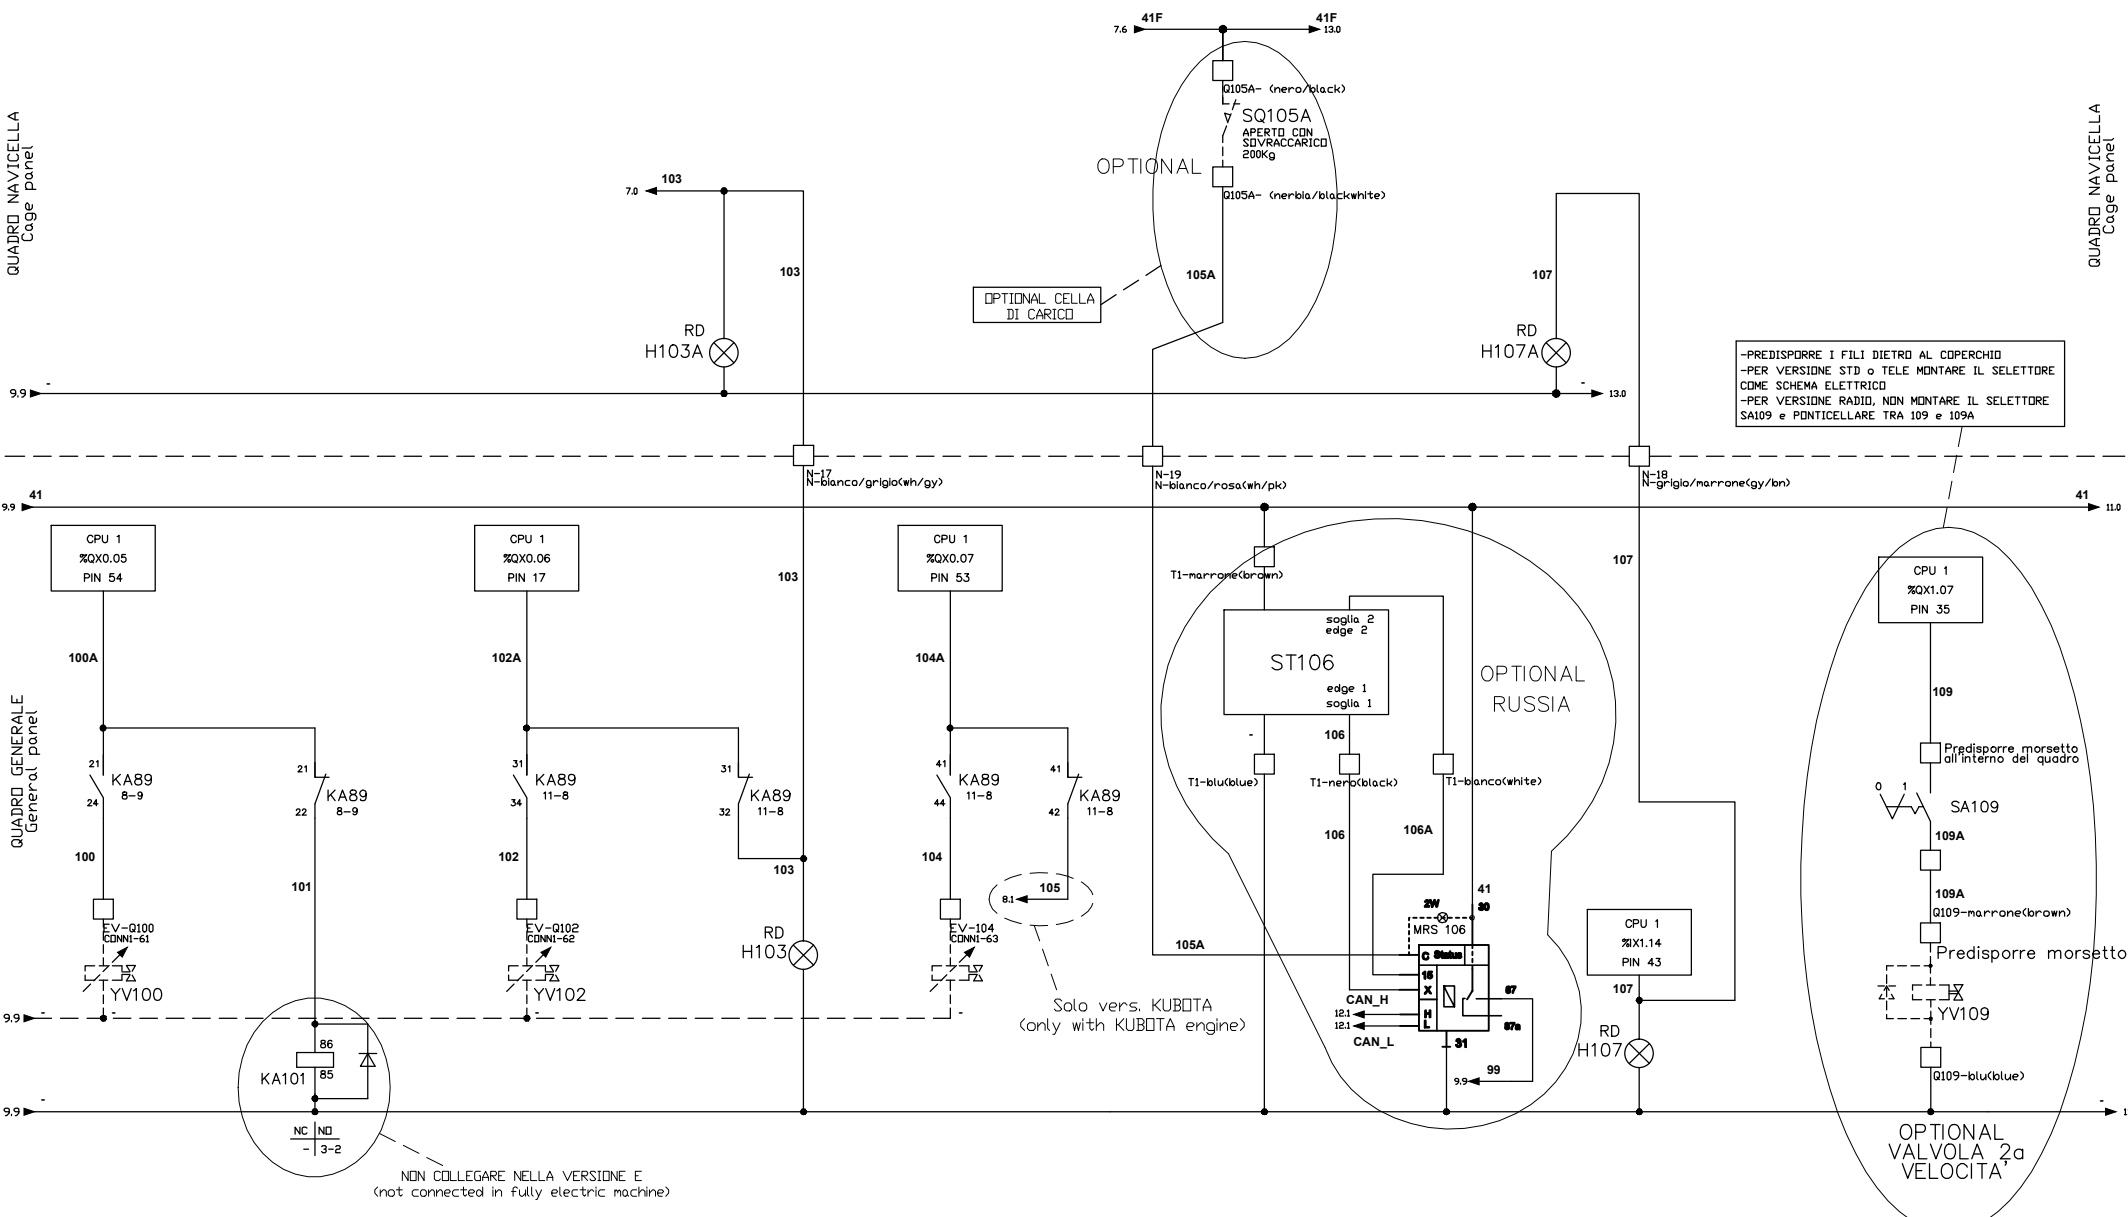 41F
41F
7.6
13.0
QUADRO NAVICELLA
Cage panel
Q105A- (nero/black)
SQ105A
APERTO CON
SOVRACCARICO
200Kg
OPTIONAL
Q105A- (nerbia/blackwhite)
QUADRO NAVICELLA
Cage panel
7.0
103
103
105A
107
OPTIONAL CELLA
DI CARICO
RD
H103A
RD
H107A
-PREDISPORRE I FILI DIETRO AL COPERCHIO
-PER VERSIONE STD o TELE MONTARE IL SELETTORE
COME SCHEMA ELETTRICO
-PER VERSIONE RADIO, NON MONTARE IL SELETTORE
SA109 e PONTICELLARE TRA 109 e 109A
9.9
-
-
13.0
N-17
N-bianco/grigio(wh/gy)
N-19
N-bianco/rosa(wh/pk)
N-18
N-grigio/marrone(gy/bn)
9.9
41
41
11.0
CPU 1
%QX0.05
PIN 54
CPU 1
%QX0.06
PIN 17
CPU 1
%QX0.07
PIN 53
103
T1-marrone(brown)
107
CPU 1
%QX1.07
PIN 35
QUADRO GENERALE
General panel
100A
102A
104A
soglia 2
edge 2
ST106
edge 1
soglia 1
OPTIONAL
RUSSIA
109
-
106
21
KA89
8-9
24
21
KA89
8-9
22
31
KA89
11-8
34
31
KA89
11-8
32
41
KA89
11-8
44
41
KA89
11-8
42
T1-blu(blue)
T1-nero(black)
T1-bianco(white)
Predisporre morsetto
all'interno del quadro
0
1
SA109
109A
100
101
102
103
104
106
106A
8.1
105
109A
Q109-marrone(brown)
EV-Q100
CONN1-61
EV-Q102
CONN1-62
EV-104
CONN1-63
RD
H103
105A
2W
41
30
MRS 106
C
Status
15
X
H
L
87
87a
CPU 1
%IX1.14
PIN 43
107
Predisporre morsetto
YV100
YV102
YV109
Solo vers. KUBOTA
(only with KUBOTA engine)
CAN_H
12.1
12.1
CAN_L
31
99
9.9
RD
H107
9.9
-
-
-
86
KA101
85
Q109-blu(blue)
9.9
-
-
NC
NO
-
3-2
NON COLLEGARE NELLA VERSIONE E
(not connected in fully electric machine)
OPTIONAL
VALVOLA 2a
VELOCITA'